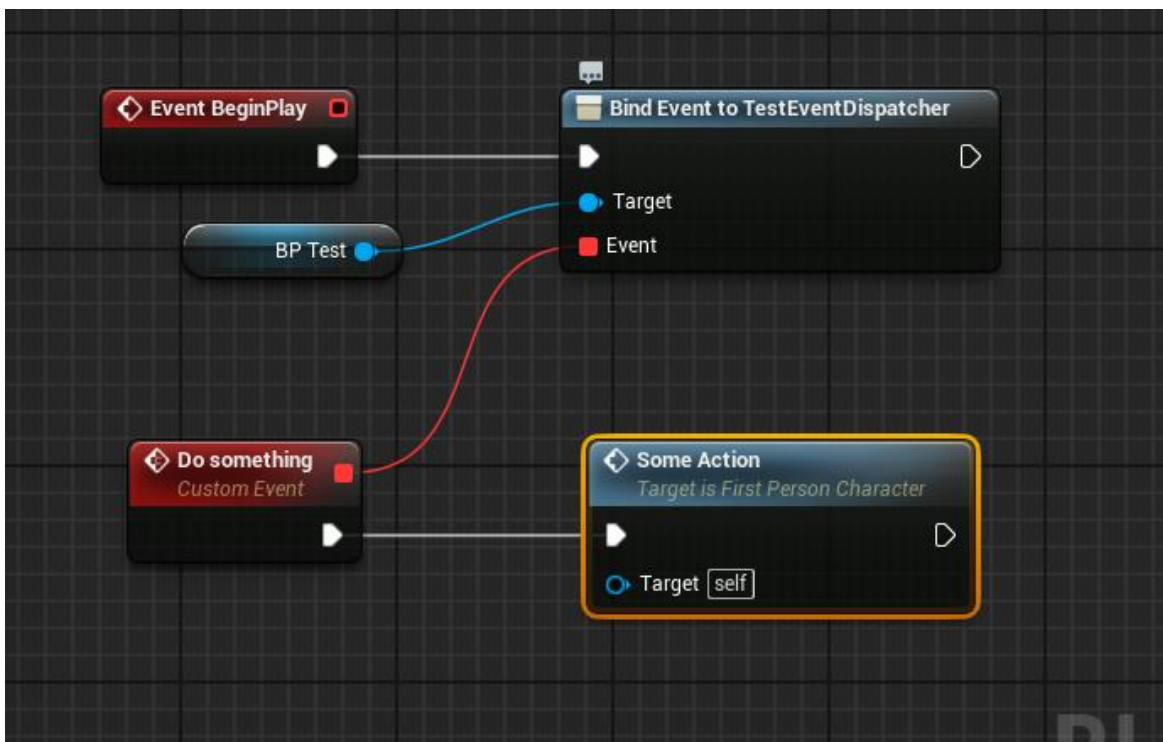 Event BeginPlay
Bind Event to TestEventDispatcher
Target
BP Test
Event
Do something
Custom Event
Some Action
Target is First Person Character
Target self